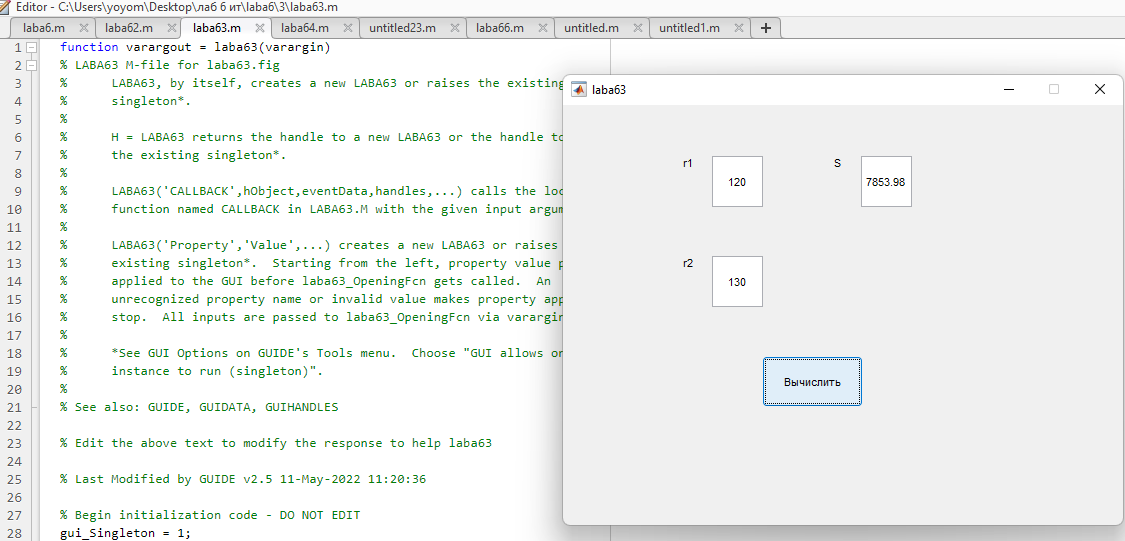 Editor - C:\Users\yoyom\Desktop\лаб 6 ит\laba6\3\laba63.m
laba6.m laba62.m laba63.m laba64.m untitled23.m laba66.m untitled.m untitled1.m
1 function varargout = laba63(varargin)
2 % LABA63 M-file for laba63.fig
3 % LABA63, by itself, creates a new LABA63 or raises the existing
4 % singleton*.
5 %
6 % H = LABA63 returns the handle to a new LABA63 or the handle to
7 % the existing singleton*.
8 %
9 % LABA63('CALLBACK',hObject,eventData,handles,...) calls the loc
10 % function named CALLBACK in LABA63.M with the given input argum
11 %
12 % LABA63('Property','Value',...) creates a new LABA63 or raises
13 % existing singleton*. Starting from the left, property value p
14 % applied to the GUI before laba63_OpeningFcn gets called. An
15 % unrecognized property name or invalid value makes property app
16 % stop. All inputs are passed to laba63_OpeningFcn via varargin
17 %
18 % *See GUI Options on GUIDE's Tools menu. Choose "GUI allows on
19 % instance to run (singleton)".
20 %
21 % See also: GUIDE, GUIDATA, GUIHANDLES
22
23 % Edit the above text to modify the response to help laba63
24
25 % Last Modified by GUIDE v2.5 11-May-2022 11:20:36
26
27 % Begin initialization code - DO NOT EDIT
28 gui_Singleton = 1;
laba63
r1 120 S 7853.98
r2 130
Вычислить